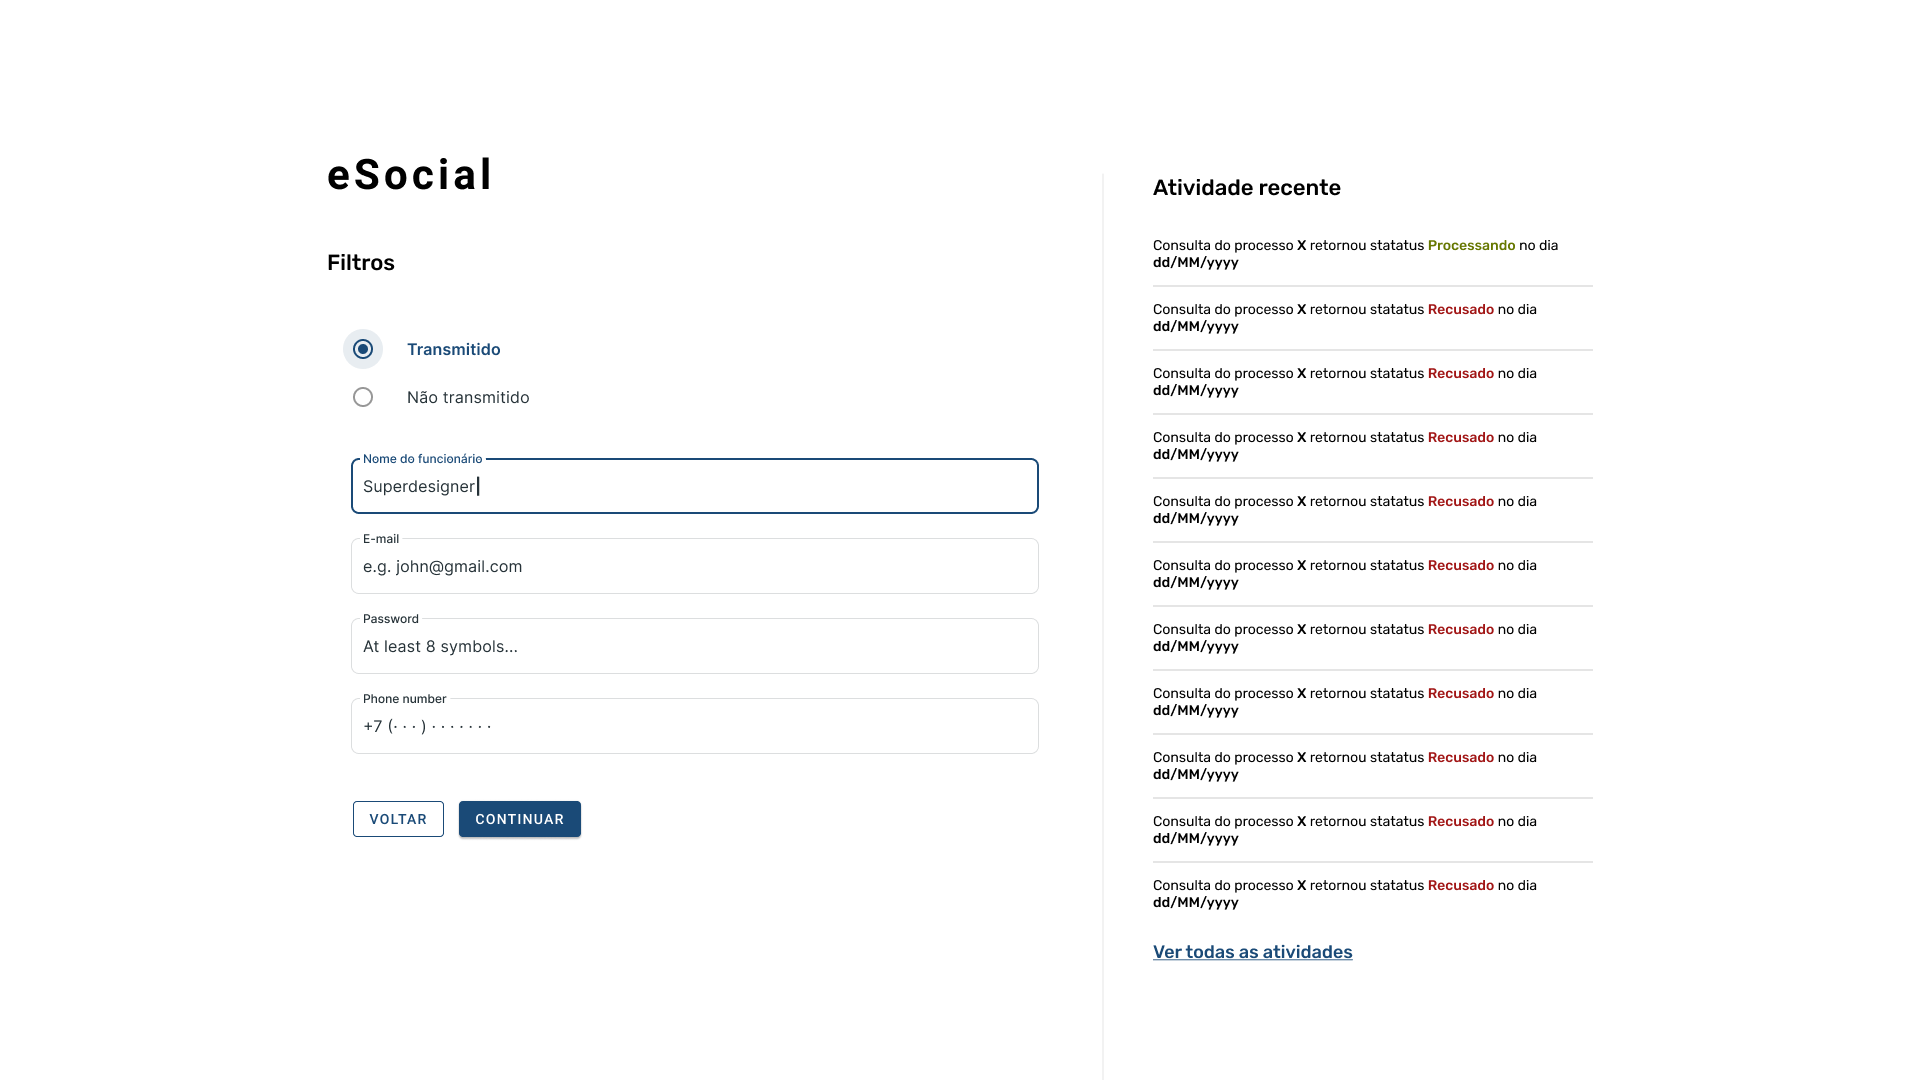 eSocial
Filtros
Transmitido
Não transmitido
Nome do funcionário
Superdesigner
E-mail
e.g. john@gmail.com
Password
At least 8 symbols...
Phone number
+7 (· · · ) · · · · · · ·
VOLTAR
CONTINUAR
Atividade recente
Consulta do processo X retornou statatus Processando no dia
dd/MM/yyyy
Consulta do processo X retornou statatus Recusado no dia
dd/MM/yyyy
Consulta do processo X retornou statatus Recusado no dia
dd/MM/yyyy
Consulta do processo X retornou statatus Recusado no dia
dd/MM/yyyy
Consulta do processo X retornou statatus Recusado no dia
dd/MM/yyyy
Consulta do processo X retornou statatus Recusado no dia
dd/MM/yyyy
Consulta do processo X retornou statatus Recusado no dia
dd/MM/yyyy
Consulta do processo X retornou statatus Recusado no dia
dd/MM/yyyy
Consulta do processo X retornou statatus Recusado no dia
dd/MM/yyyy
Consulta do processo X retornou statatus Recusado no dia
dd/MM/yyyy
Consulta do processo X retornou statatus Recusado no dia
dd/MM/yyyy
Ver todas as atividades